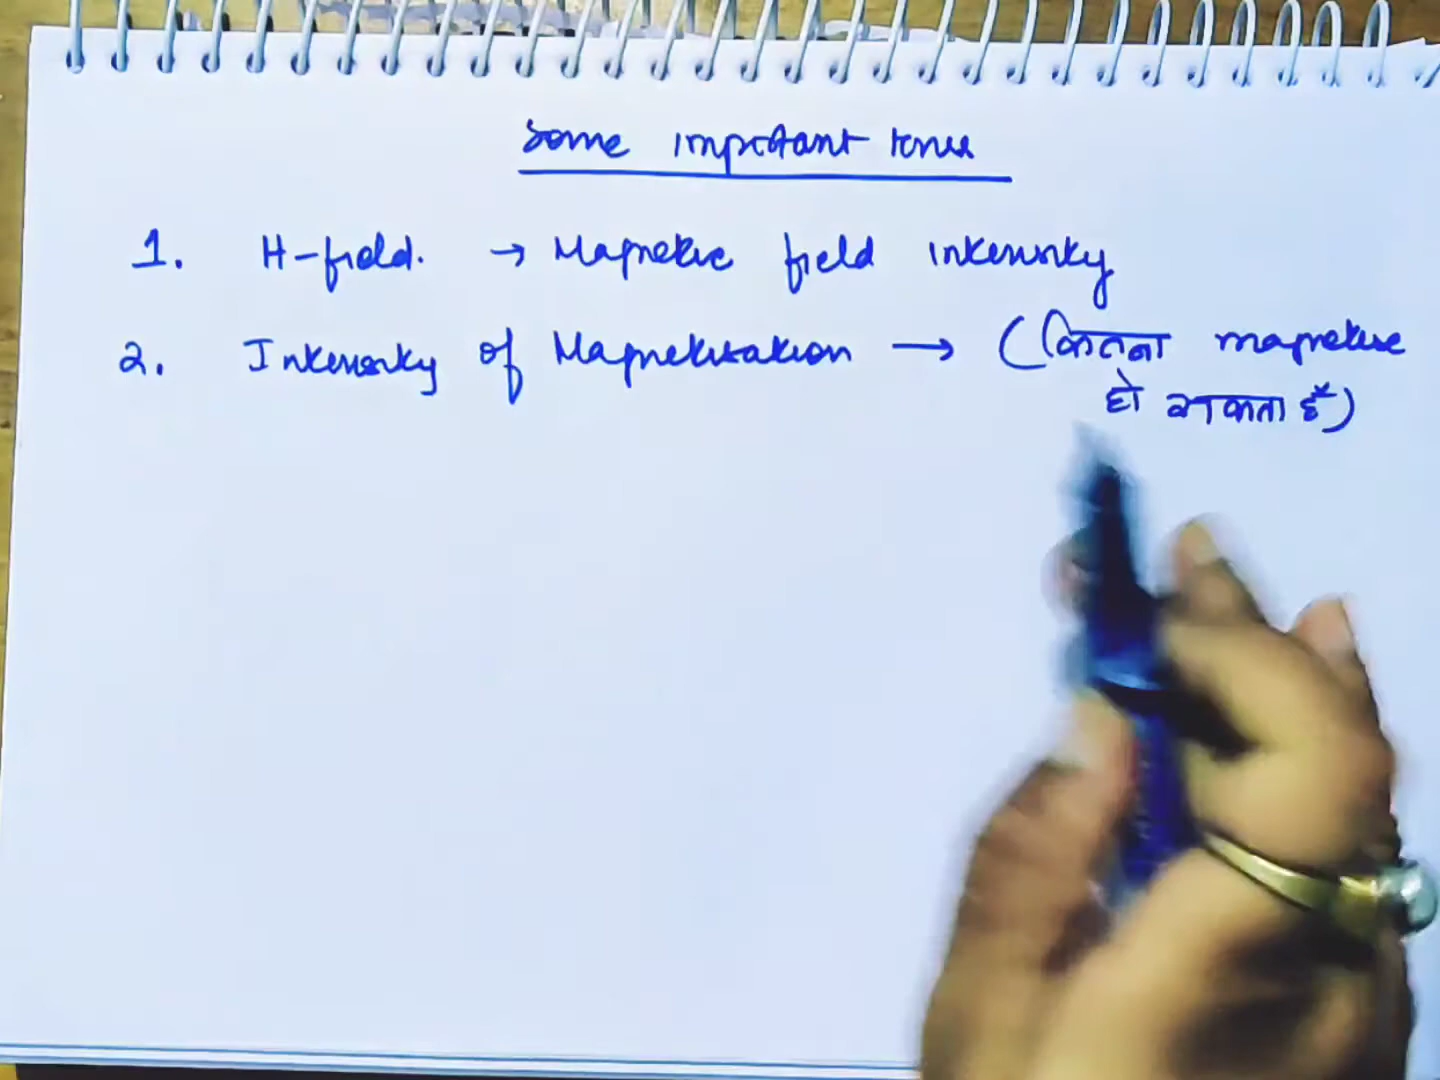 Some important terms
1. H-field. → Magnetic field intensity
2. Intensity of Magnetisation → (कितना magnetise
हो सकता है)